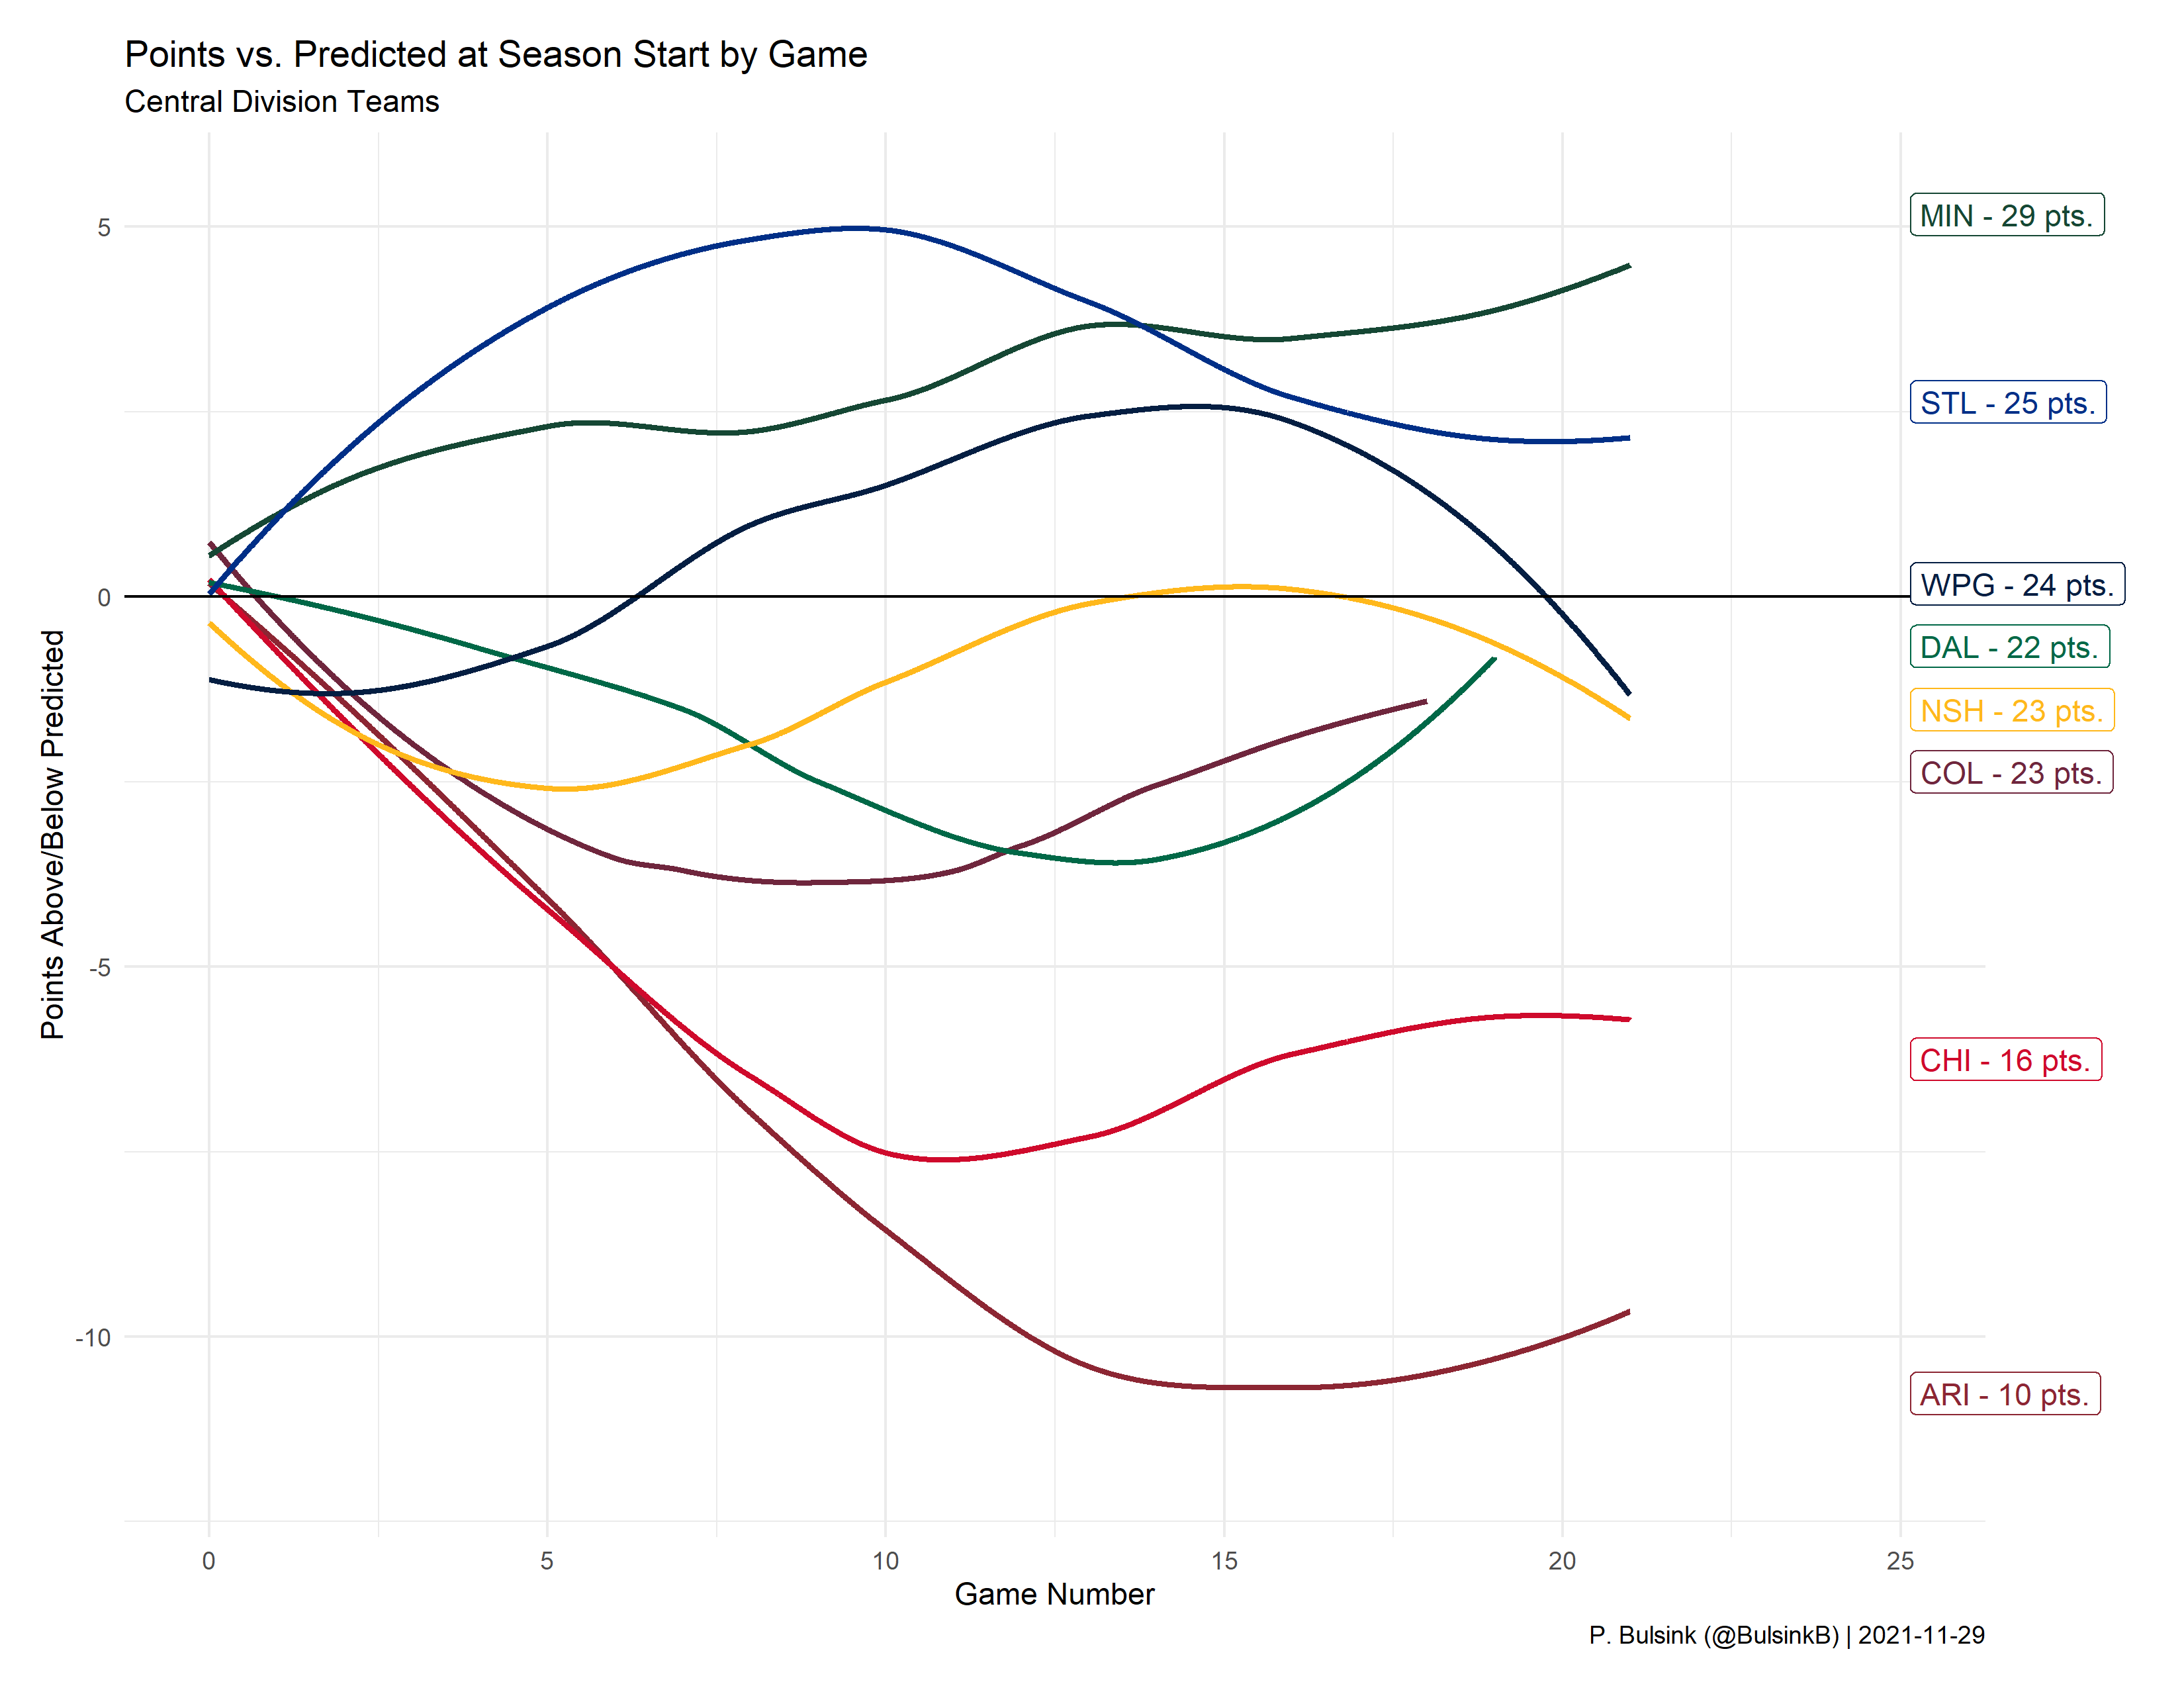 Points vs. Predicted at Season Start by Game
Central Division Teams
Points Above/Below Predicted
5
0
-5
-10
MIN - 29 pts.
STL - 25 pts.
WPG - 24 pts.
DAL - 22 pts.
NSH - 23 pts.
COL - 23 pts.
CHI - 16 pts.
ARI - 10 pts.
0 5 10 15 20 25
Game Number
P. Bulsink (@BulsinkB) | 2021-11-29